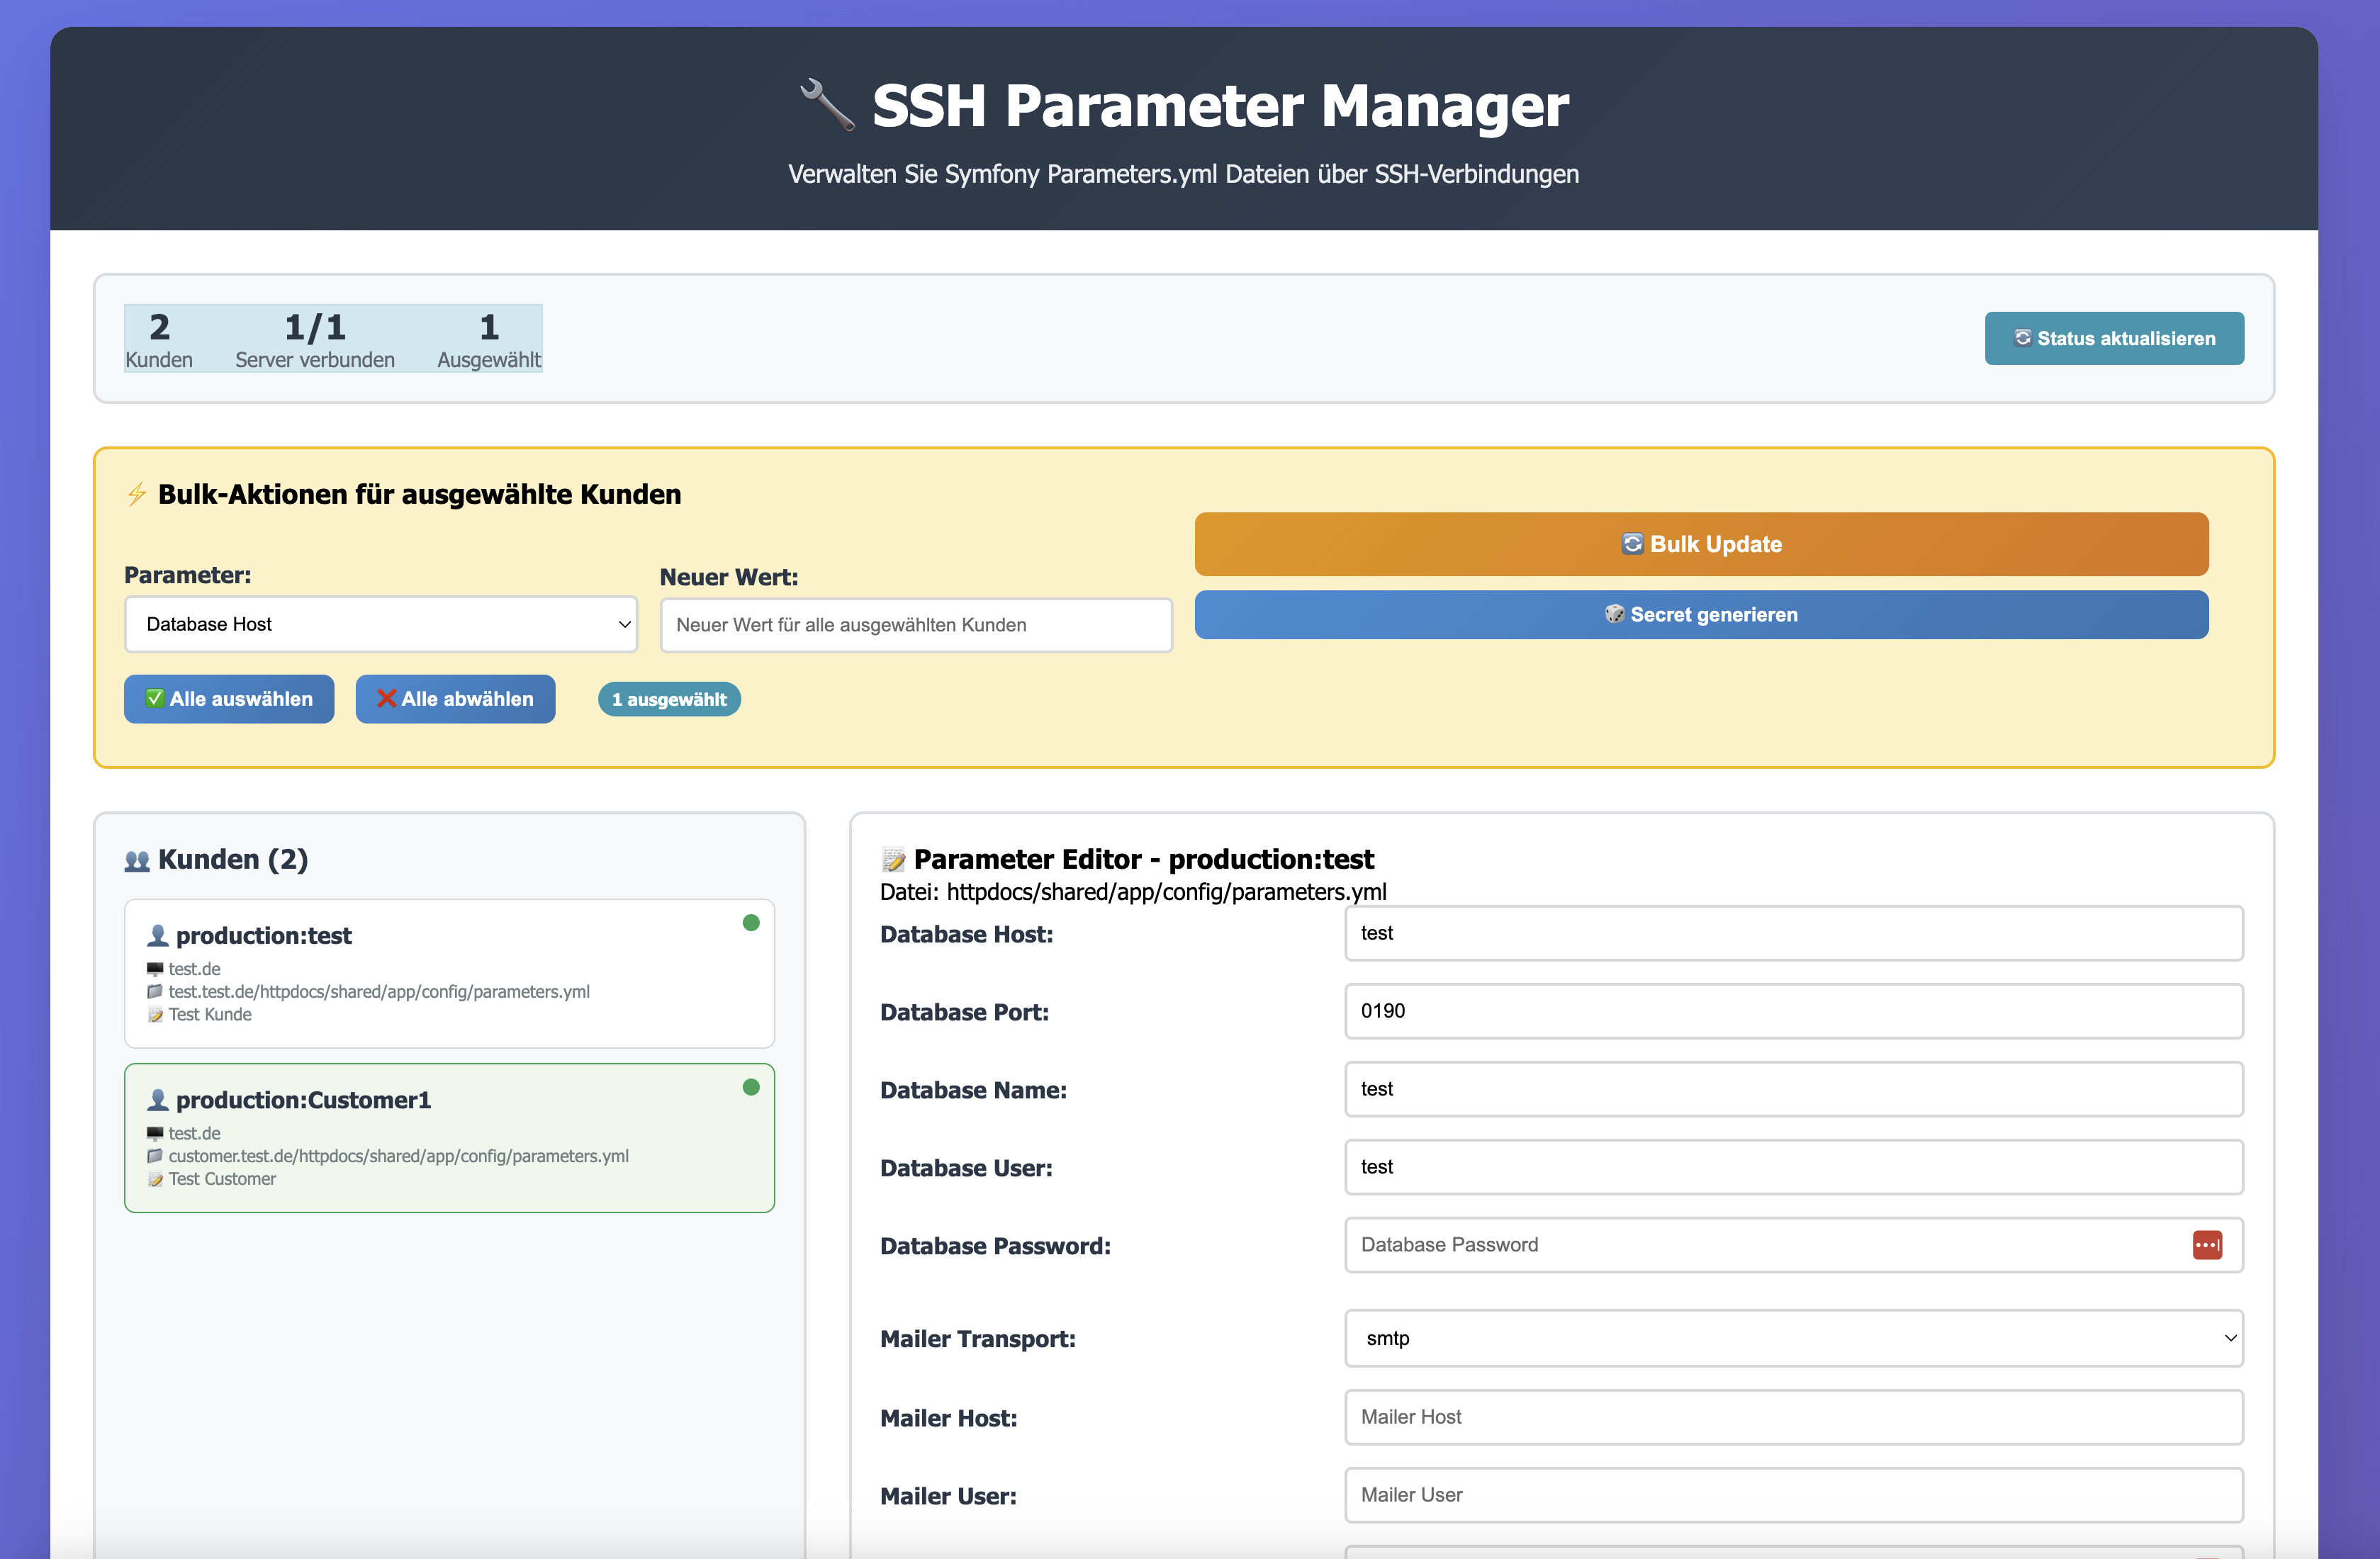 SSH Parameter Manager
Verwalten Sie Symfony Parameters.yml Dateien über SSH-Verbindungen
2
Kunden
1/1
Server verbunden
1
Ausgewählt
Status aktualisieren
Bulk-Aktionen für ausgewählte Kunden
Parameter:
Database Host
Neuer Wert:
Neuer Wert für alle ausgewählten Kunden
Bulk Update
Secret generieren
Alle auswählen
Alle abwählen
1 ausgewählt
Kunden (2)
production:test
test.de
test.test.de/httpdocs/shared/app/config/parameters.yml
Test Kunde
production:Customer1
test.de
customer.test.de/httpdocs/shared/app/config/parameters.yml
Test Customer
Parameter Editor - production:test
Datei: httpdocs/shared/app/config/parameters.yml
Database Host:
test
Database Port:
0190
Database Name:
test
Database User:
test
Database Password:
Database Password
Mailer Transport:
smtp
Mailer Host:
Mailer Host
Mailer User:
Mailer User